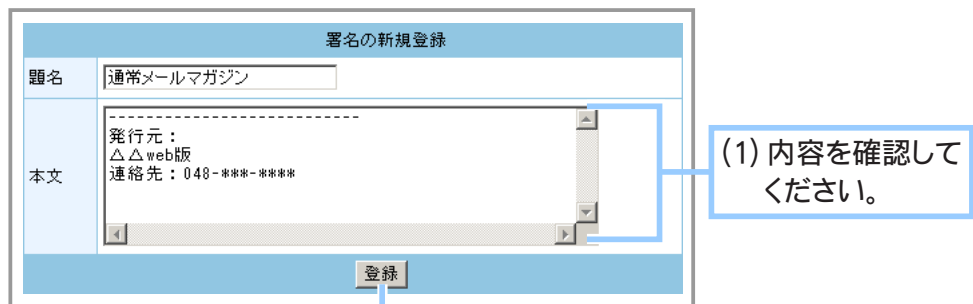 署名の新規登録
題名
通常メールマガジン
本文
---------------------------
発行元：
△△web版
連絡先：048-***-****
登録
(1) 内容を確認して
ください。